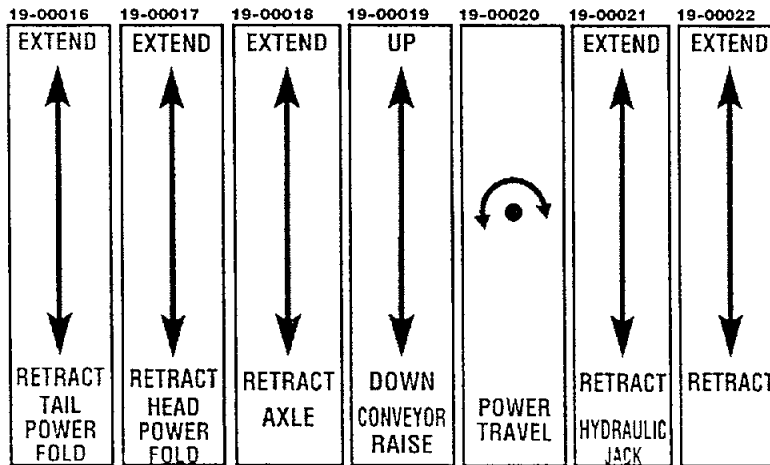 19-00016 19-00017 19-00018 19-00019 19-00020 19-00021 19-00022
EXTEND EXTEND EXTEND UP EXTEND EXTEND
RETRACT RETRACT RETRACT DOWN RETRACT RETRACT
TAIL
POWER
FOLD
HEAD
POWER
FOLD
AXLE
CONVEYOR
RAISE
POWER
TRAVEL
HYDRAULIC
JACK